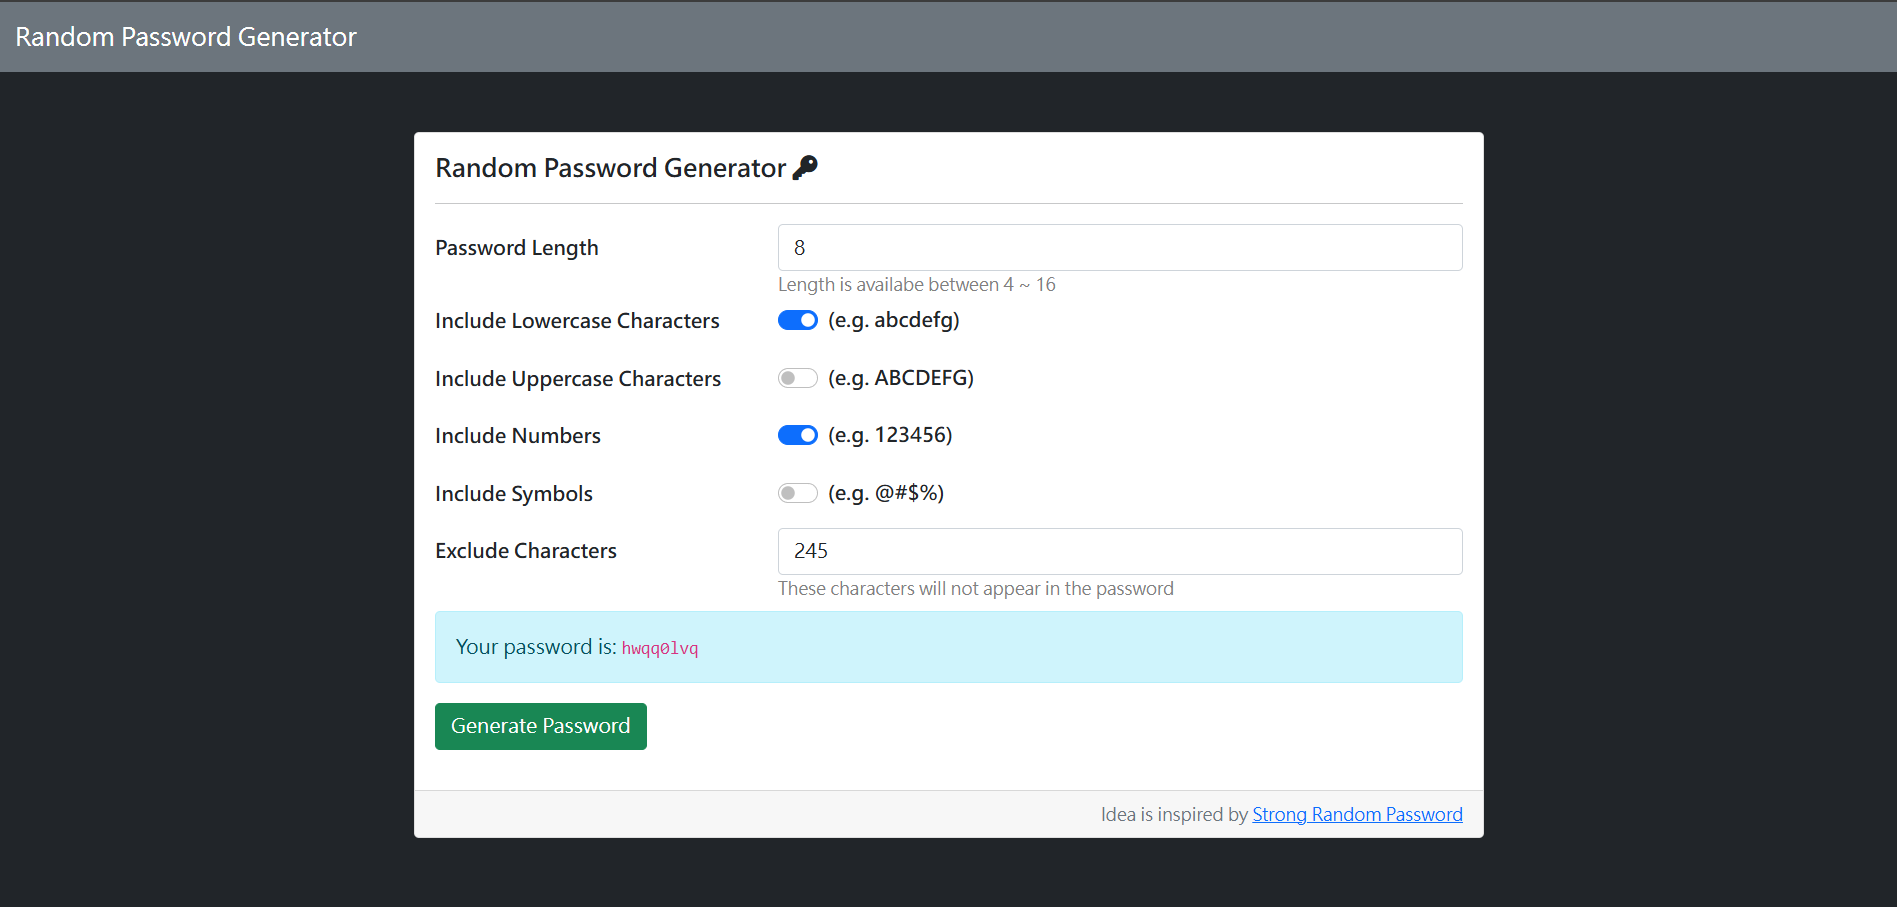 Random Password Generator
Random Password Generator
Password Length
8
Length is availabe between 4 ~ 16
Include Lowercase Characters
(e.g. abcdefg)
Include Uppercase Characters
(e.g. ABCDEFG)
Include Numbers
(e.g. 123456)
Include Symbols
(e.g. @#$%)
Exclude Characters
245
These characters will not appear in the password
Your password is: hwqq0lvq
Generate Password
Idea is inspired by Strong Random Password